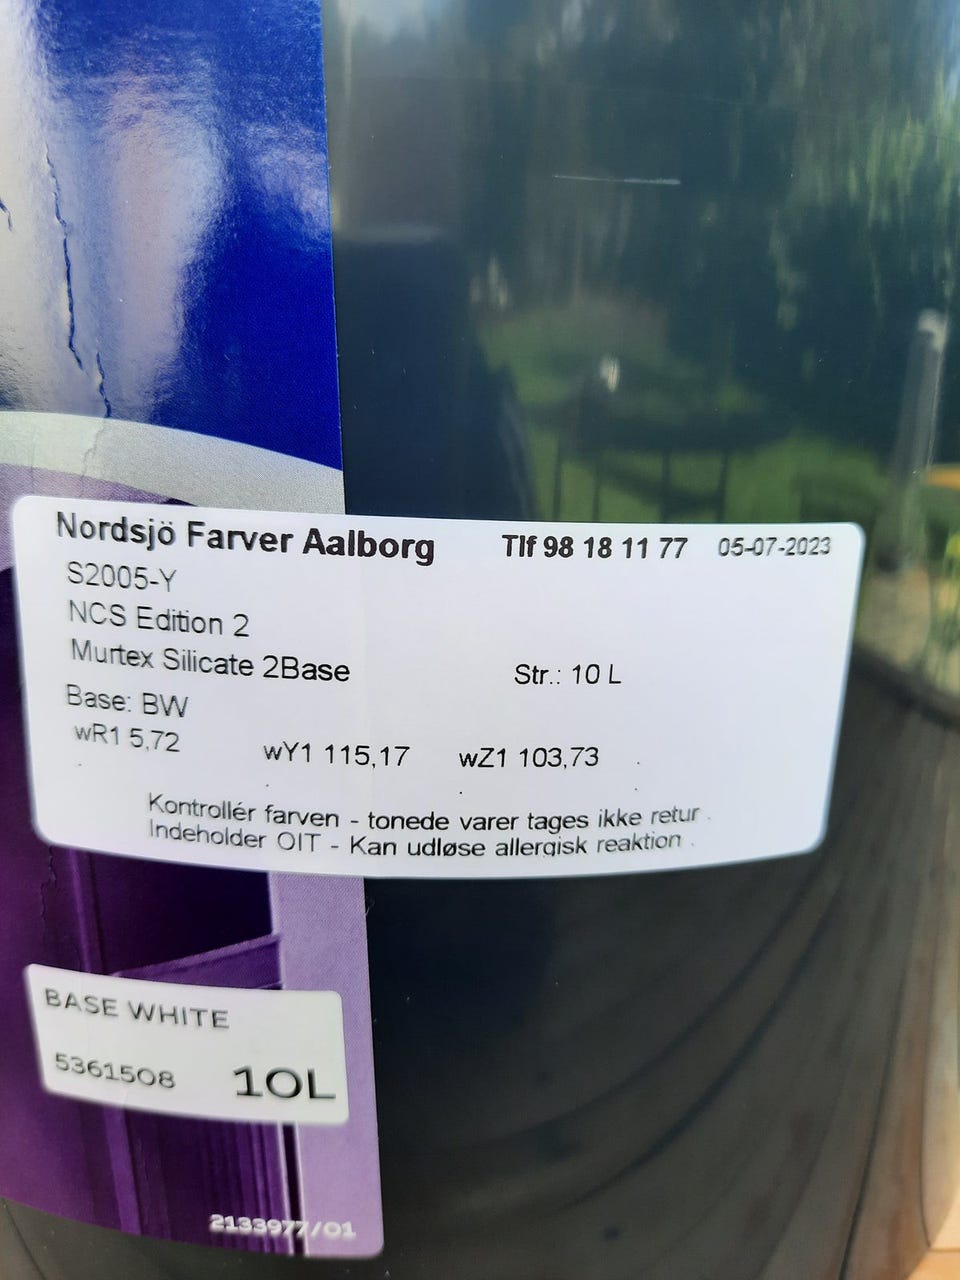 Nordsjö Farver Aalborg Tlf 98 18 11 77 05-07-2023
S2005-Y
NCS Edition 2
Murtex Silicate 2Base Str.: 10 L
Base: BW
wR1 5,72 wY1 115,17 wZ1 103,73
Kontrollér farven - tonede varer tages ikke retur
Indeholder OIT - Kan udløse allergisk reaktion
BASE WHITE
5361508 10L
2133977/01